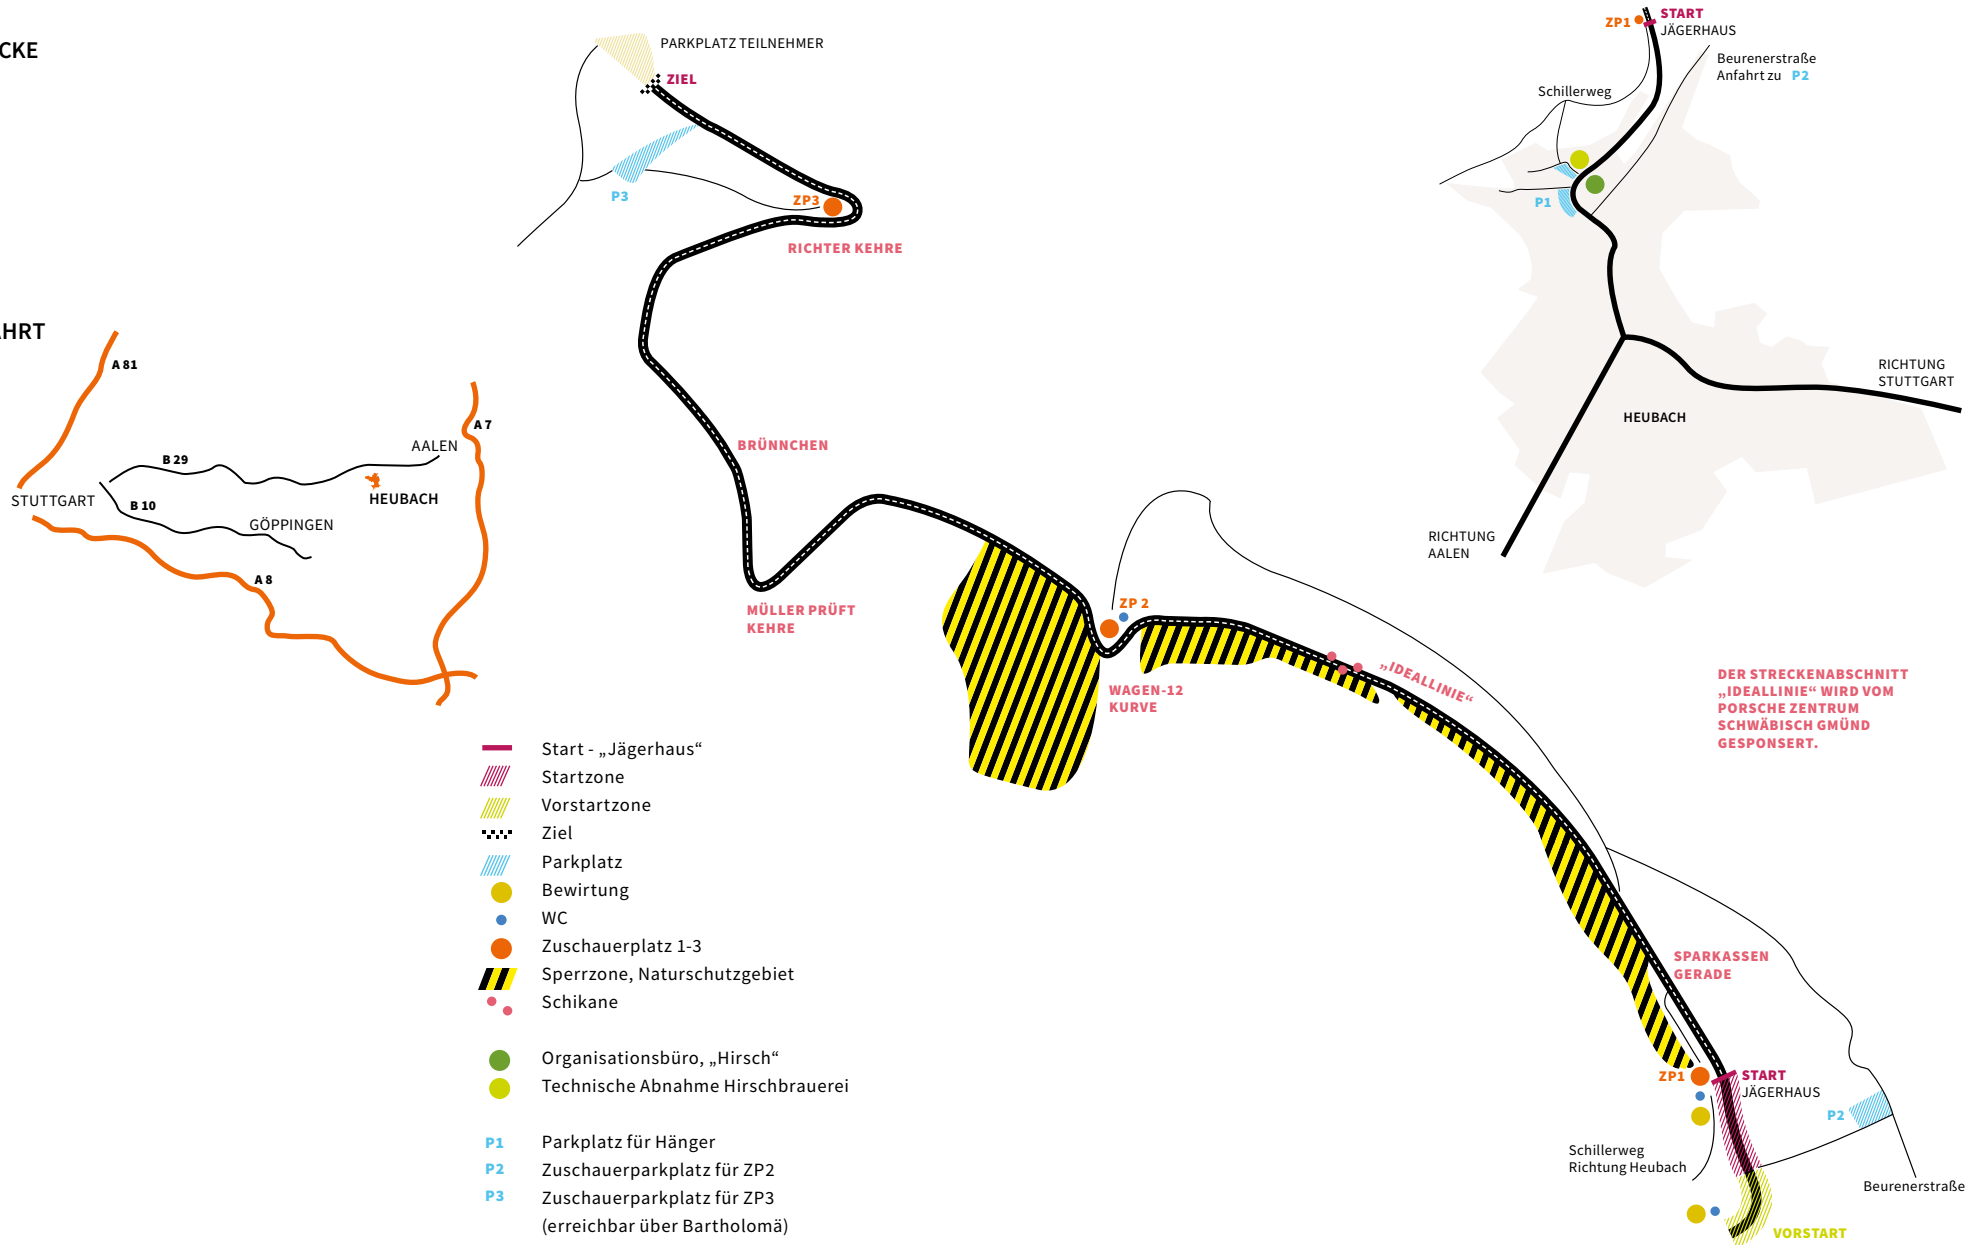 CKE
PARKPLATZ TEILNEHMER
ZIEL
P3
ZP3
RICHTER KEHRE
BRÜNNCHEN
MÜLLER PRÜFT
KEHRE
ZP 2
WAGEN-12
KURVE
„IDEALLINIE“
SPARKASSEN
GERADE
ZP1
START
JÄGERHAUS
P2
Schillerweg
Richtung Heubach
Beurenerstraße
VORSTART
ZP1
START
JÄGERHAUS
Beurenerstraße
Anfahrt zu P2
Schillerweg
P1
RICHTUNG
STUTTGART
HEUBACH
RICHTUNG
AALEN
DER STRECKENABSCHNITT
„IDEALLINIE“ WIRD VOM
PORSCHE ZENTRUM
SCHWÄBISCH GMÜND
GESPONSERT.
AHRT
A 81
A 7
AALEN
B 29
STUTTGART
B 10
HEUBACH
GÖPPINGEN
A 8
Start - „Jägerhaus“
Startzone
Vorstartzone
Ziel
Parkplatz
Bewirtung
WC
Zuschauerplatz 1-3
Sperrzone, Naturschutzgebiet
Schikane
Organisationsbüro, „Hirsch“
Technische Abnahme Hirschbrauerei
P1 Parkplatz für Hänger
P2 Zuschauerparkplatz für ZP2
P3 Zuschauerparkplatz für ZP3
(erreichbar über Bartholomä)